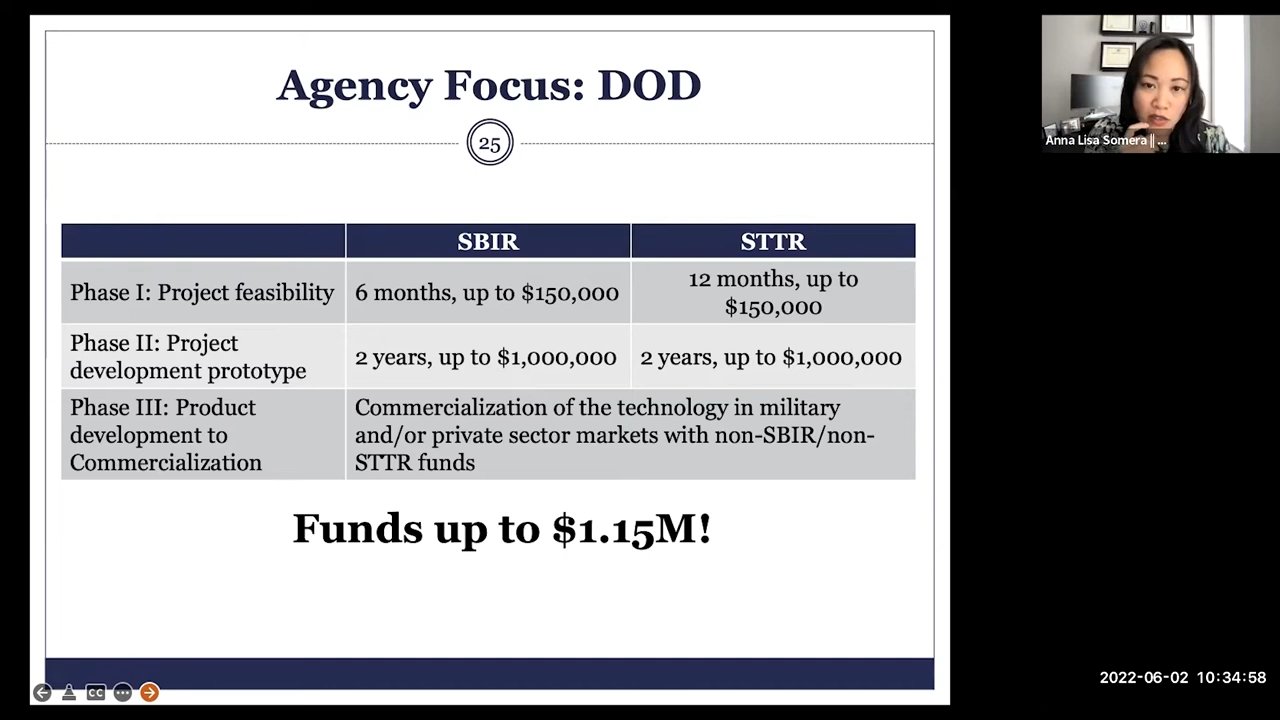 Agency Focus: DOD
25
SBIR STTR
Phase I: Project feasibility 6 months, up to $150,000 12 months, up to
$150,000
Phase II: Project
development prototype 2 years, up to $1,000,000 2 years, up to $1,000,000
Phase III: Product
development to
Commercialization
Commercialization of the technology in military
and/or private sector markets with non-SBIR/non-
STTR funds
Funds up to $1.15M!
CC
Anna Lisa Somera || ...
2022-06-02 10:34:58